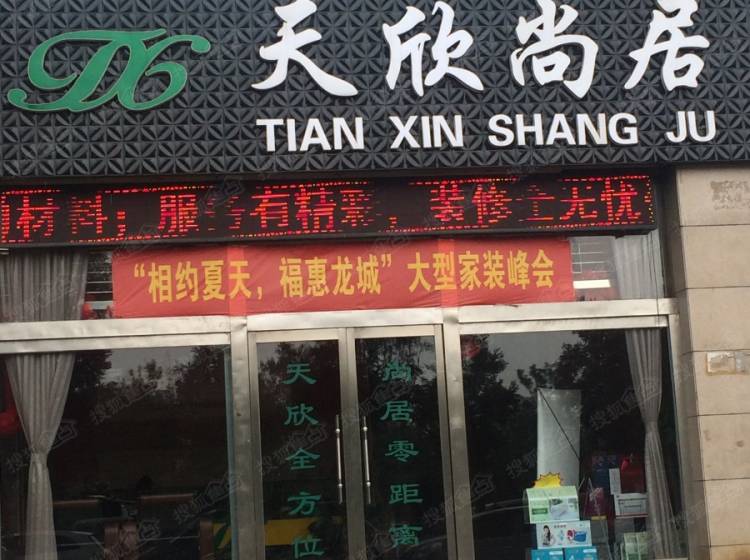 天欣尚居
TIAN XIN SHANG JU
材料；服务有精彩，装修全无忧
“相约夏天，福惠龙城”大型家装峰会
天欣全方位
尚居零距离